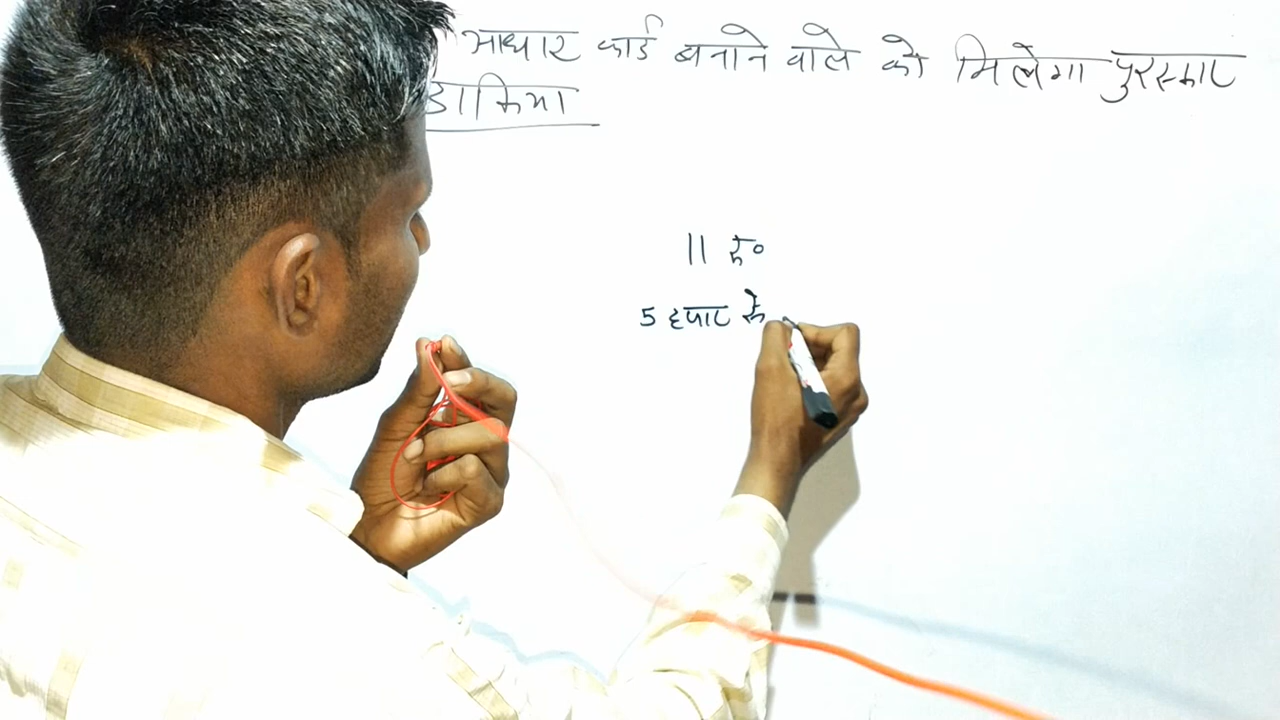 आधार कार्ड बनाने वाले को मिलेगा पुरस्कार
डाकिया
11 रु०
5 हजार रु